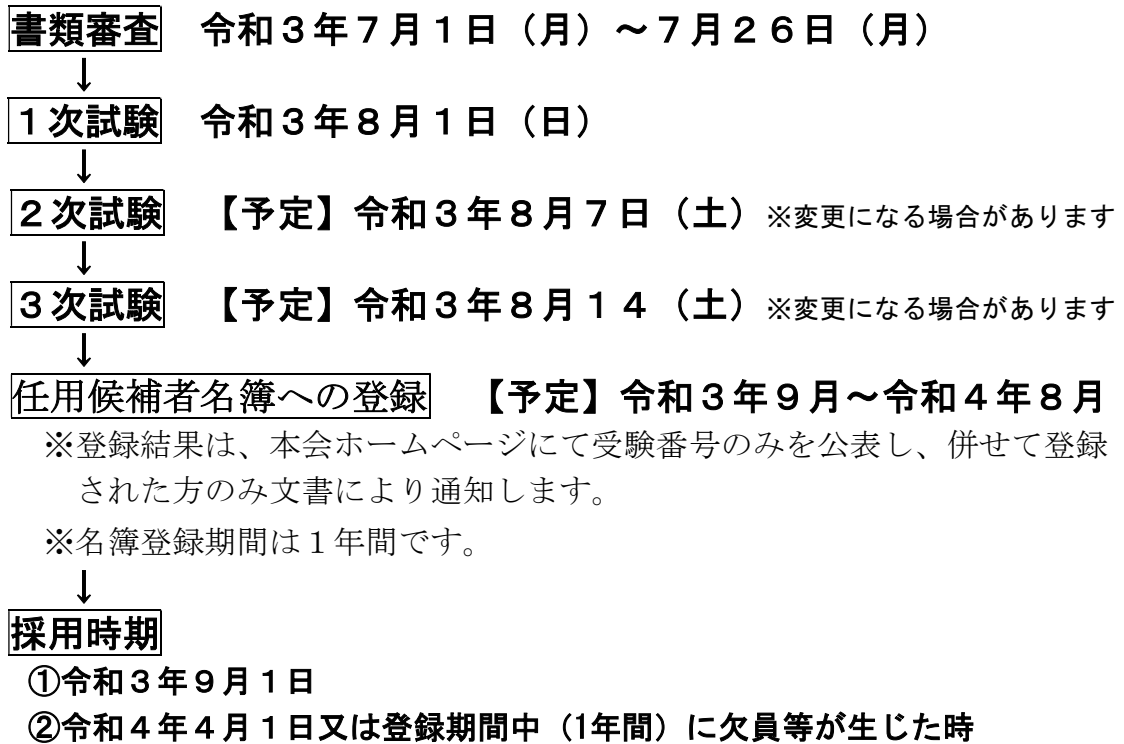 書類審査 令和３年７月１日（月）～７月２６日（月）
↓
１次試験 令和３年８月１日（日）
↓
２次試験 【予定】令和３年８月７日（土）※変更になる場合があります
↓
３次試験 【予定】令和３年８月１４（土）※変更になる場合があります
↓
任用候補者名簿への登録 【予定】令和３年９月～令和４年８月
※登録結果は、本会ホームページにて受験番号のみを公表し、併せて登録
された方のみ文書により通知します。
※名簿登録期間は１年間です。
↓
採用時期
①令和３年９月１日
②令和４年４月１日又は登録期間中（1年間）に欠員等が生じた時